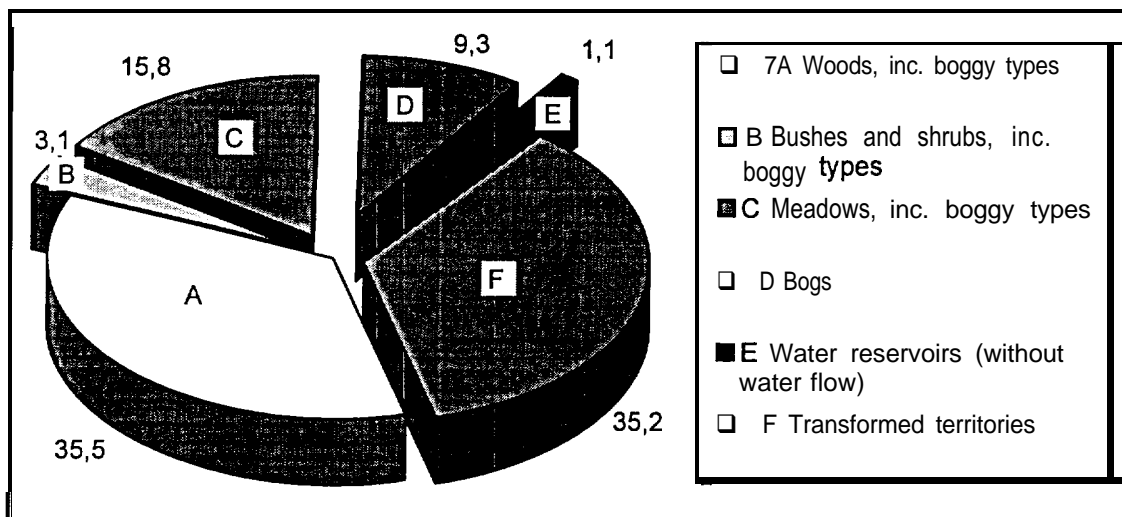 9,3
1,1
15,8
D
E
C
3,1
B
F
A
35,2
35,5
❑ 7A Woods, inc. boggy types
B Bushes and shrubs, inc.
boggy types
C Meadows, inc. boggy types
❑ D Bogs
E Water reservoirs (without
water flow)
❑ F Transformed territories